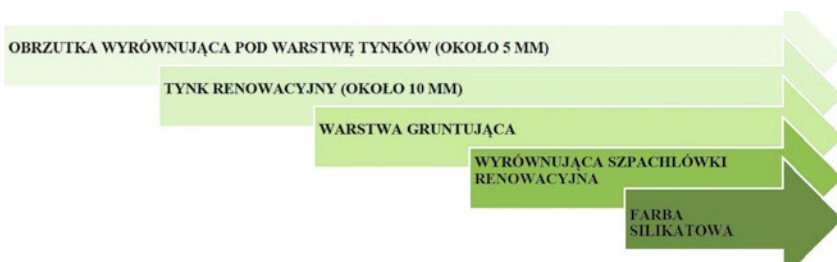 OBRZUTKA WYRÓWNUJĄCA POD WARSTWĘ TYNKÓW (OKOŁO 5 MM)
TYNK RENOWACYJNY (OKOŁO 10 MM)
WARSTWA GRUNTUJĄCA
WYRÓWNUJĄCA SZPACHLÓWKI
RENOWACYJNA
FARBA
SILIKATOWA